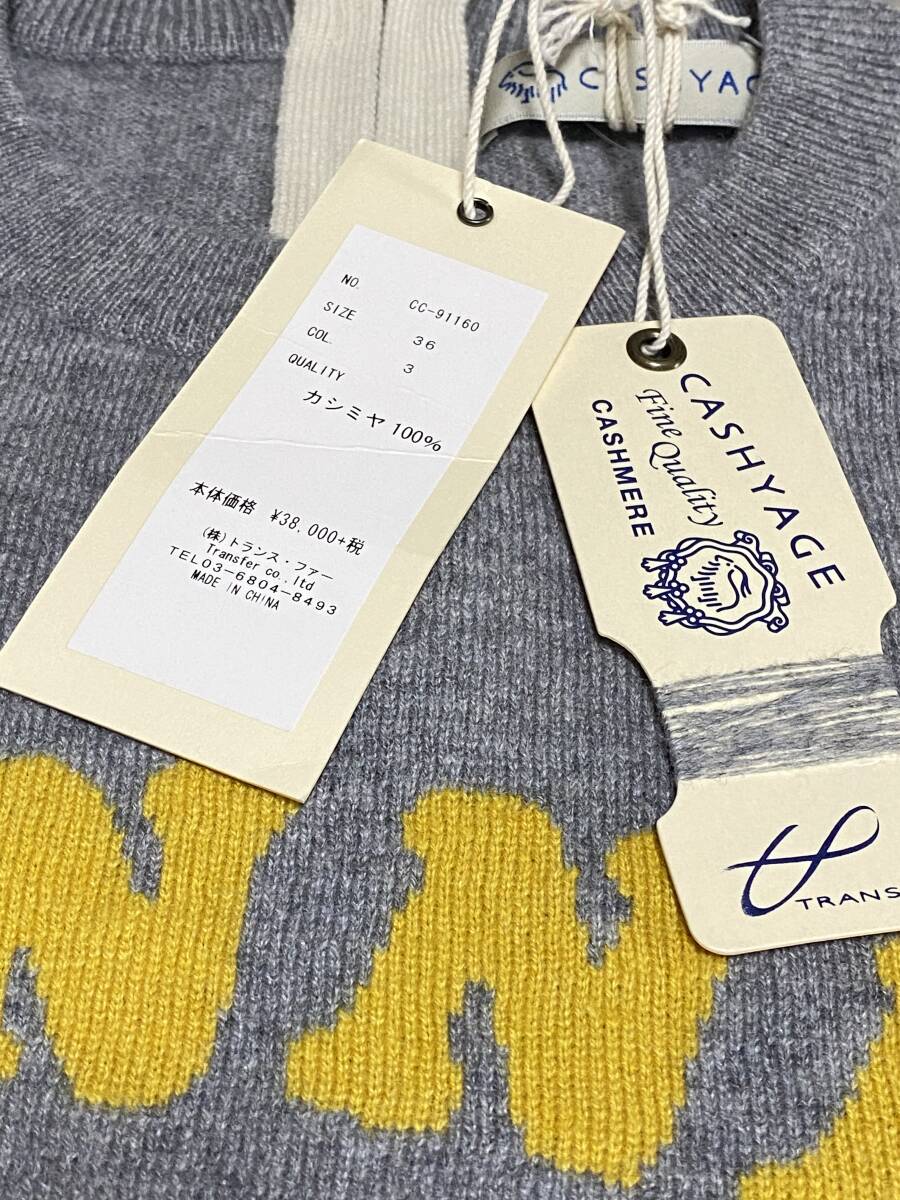 NO. CC-91160
SIZE 36
COL. 3
QUALITY
カシミヤ 100%
本体価格 ¥38,000+税
(株)トランス・ファー
Transfer co.,ltd
TEL03-6804-8493
MADE IN CHINA
CASHYAGE
Fine Quality
CASHMERE
TRANS